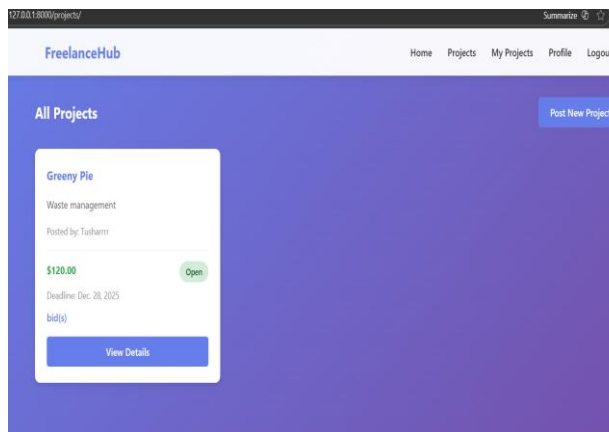 127.0.0.1:8000/projects/ Summarize
FreelanceHub Home Projects My Projects Profile Logou
All Projects Post New Project
Greeny Pie
Waste management
Posted by: Tusharrr
$120.00 Open
Deadline: Dec. 28, 2025
bid(s)
View Details